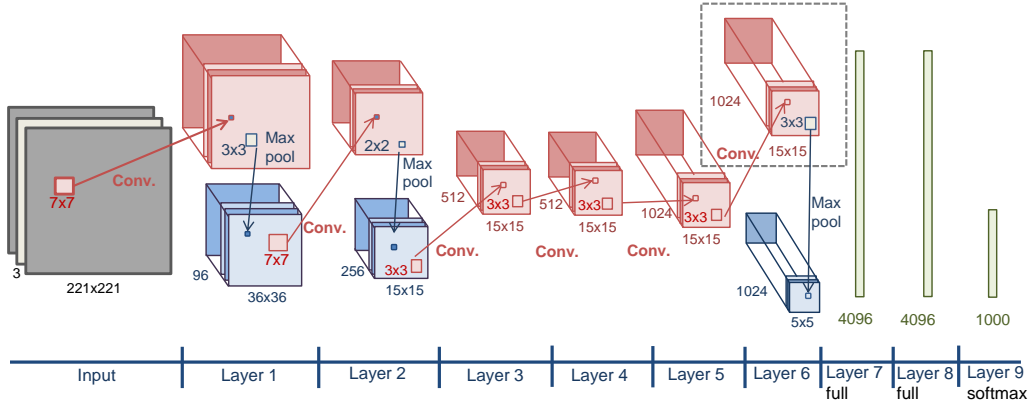 3
221x221
7x7
Conv.
3x3
Max
pool
96
7x7
36x36
Conv.
2x2
Max
pool
256
3x3
15x15
Conv.
512
3x3
15x15
Conv.
512
3x3
15x15
Conv.
1024
3x3
15x15
Conv.
1024
3x3
15x15
Max
pool
1024
5x5
4096
4096
1000
Input
Layer 1
Layer 2
Layer 3
Layer 4
Layer 5
Layer 6
Layer 7
full
Layer 8
full
Layer 9
softmax